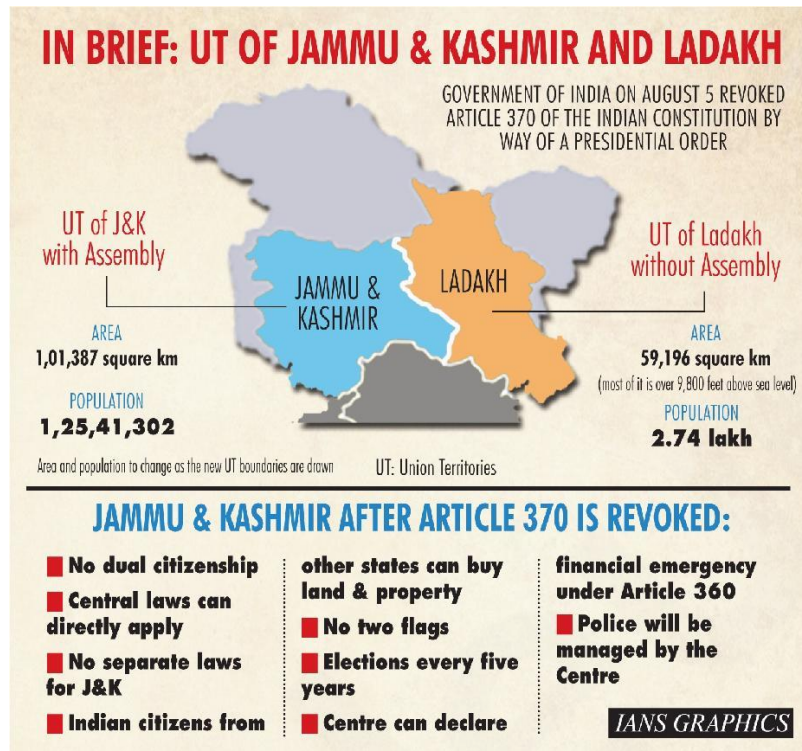 IN BRIEF: UT OF JAMMU & KASHMIR AND LADAKH
GOVERNMENT OF INDIA ON AUGUST 5 REVOKED
ARTICLE 370 OF THE INDIAN CONSTITUTION BY
WAY OF A PRESIDENTIAL ORDER
UT of J&K
with Assembly
AREA
1,01,387 square km
POPULATION
1,25,41,302
JAMMU &
KASHMIR
LADAKH
UT of Ladakh
without Assembly
AREA
59,196 square km
(most of it is over 9,800 feet above sea level)
POPULATION
2.74 lakh
Area and population to change as the new UT boundaries are drawn
UT: Union Territories
JAMMU & KASHMIR AFTER ARTICLE 370 IS REVOKED:
No dual citizenship
Central laws can
directly apply
No separate laws
for J&K
Indian citizens from
other states can buy
land & property
No two flags
Elections every five
years
Centre can declare
financial emergency
under Article 360
Police will be
managed by the
Centre
IANS GRAPHICS